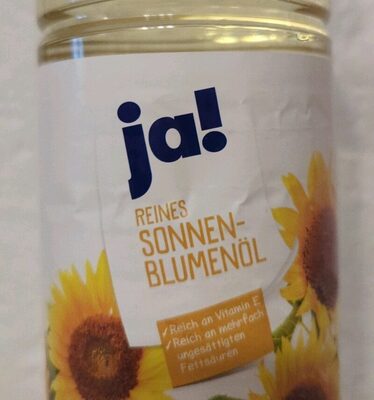 ja!
REINES
SONNEN-
BLUMENÖL
✓Reich an Vitamin E
✓Reich an mehrfach
ungesättigten
Fettsäuren